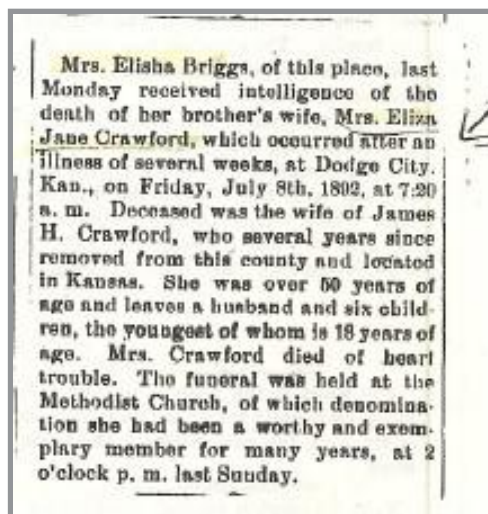 Mrs. Elisha Briggs, of this place, last
Monday received intelligence of the
death of her brother's wife, Mrs. Eliza
Jane Crawford, which occurred after an
illness of several weeks, at Dodge City,
Kan., on Friday, July 8th, 1892, at 7:20
a. m. Deceased was the wife of James
H. Crawford, who several years since
removed from this county and located
in Kansas. She was over 50 years of
age and leaves a husband and six child-
ren, the youngest of whom is 18 years of
age. Mrs. Crawford died of heart
trouble. The funeral was held at the
Methodist Church, of which denomina-
tion she had been a worthy and exem-
plary member for many years, at 2
o'clock p. m. last Sunday.